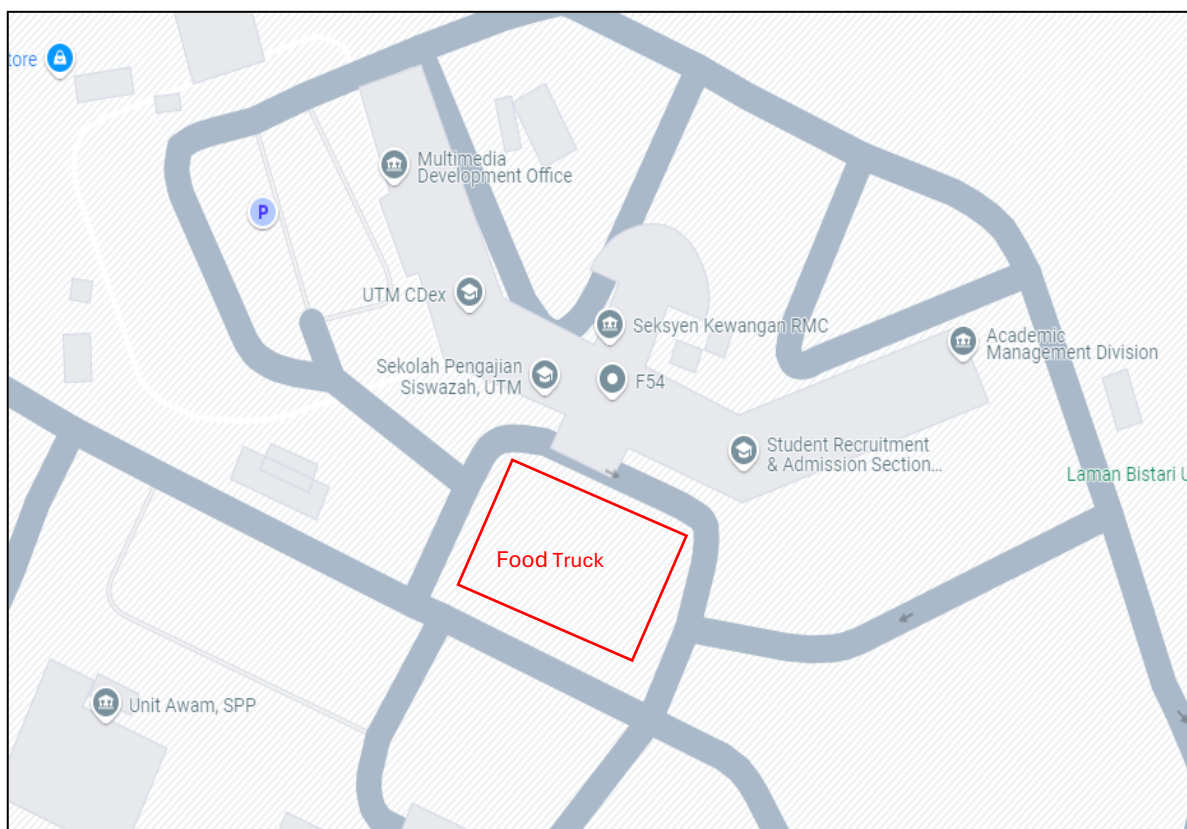 tore
Multimedia
Development Office
P
UTM CDex
Seksyen Kewangan RMC
Academic
Management Division
Sekolah Pengajian
Siswazah, UTM
F54
Student Recruitment
& Admission Section...
Laman Bistari U
Food Truck
Unit Awam, SPP